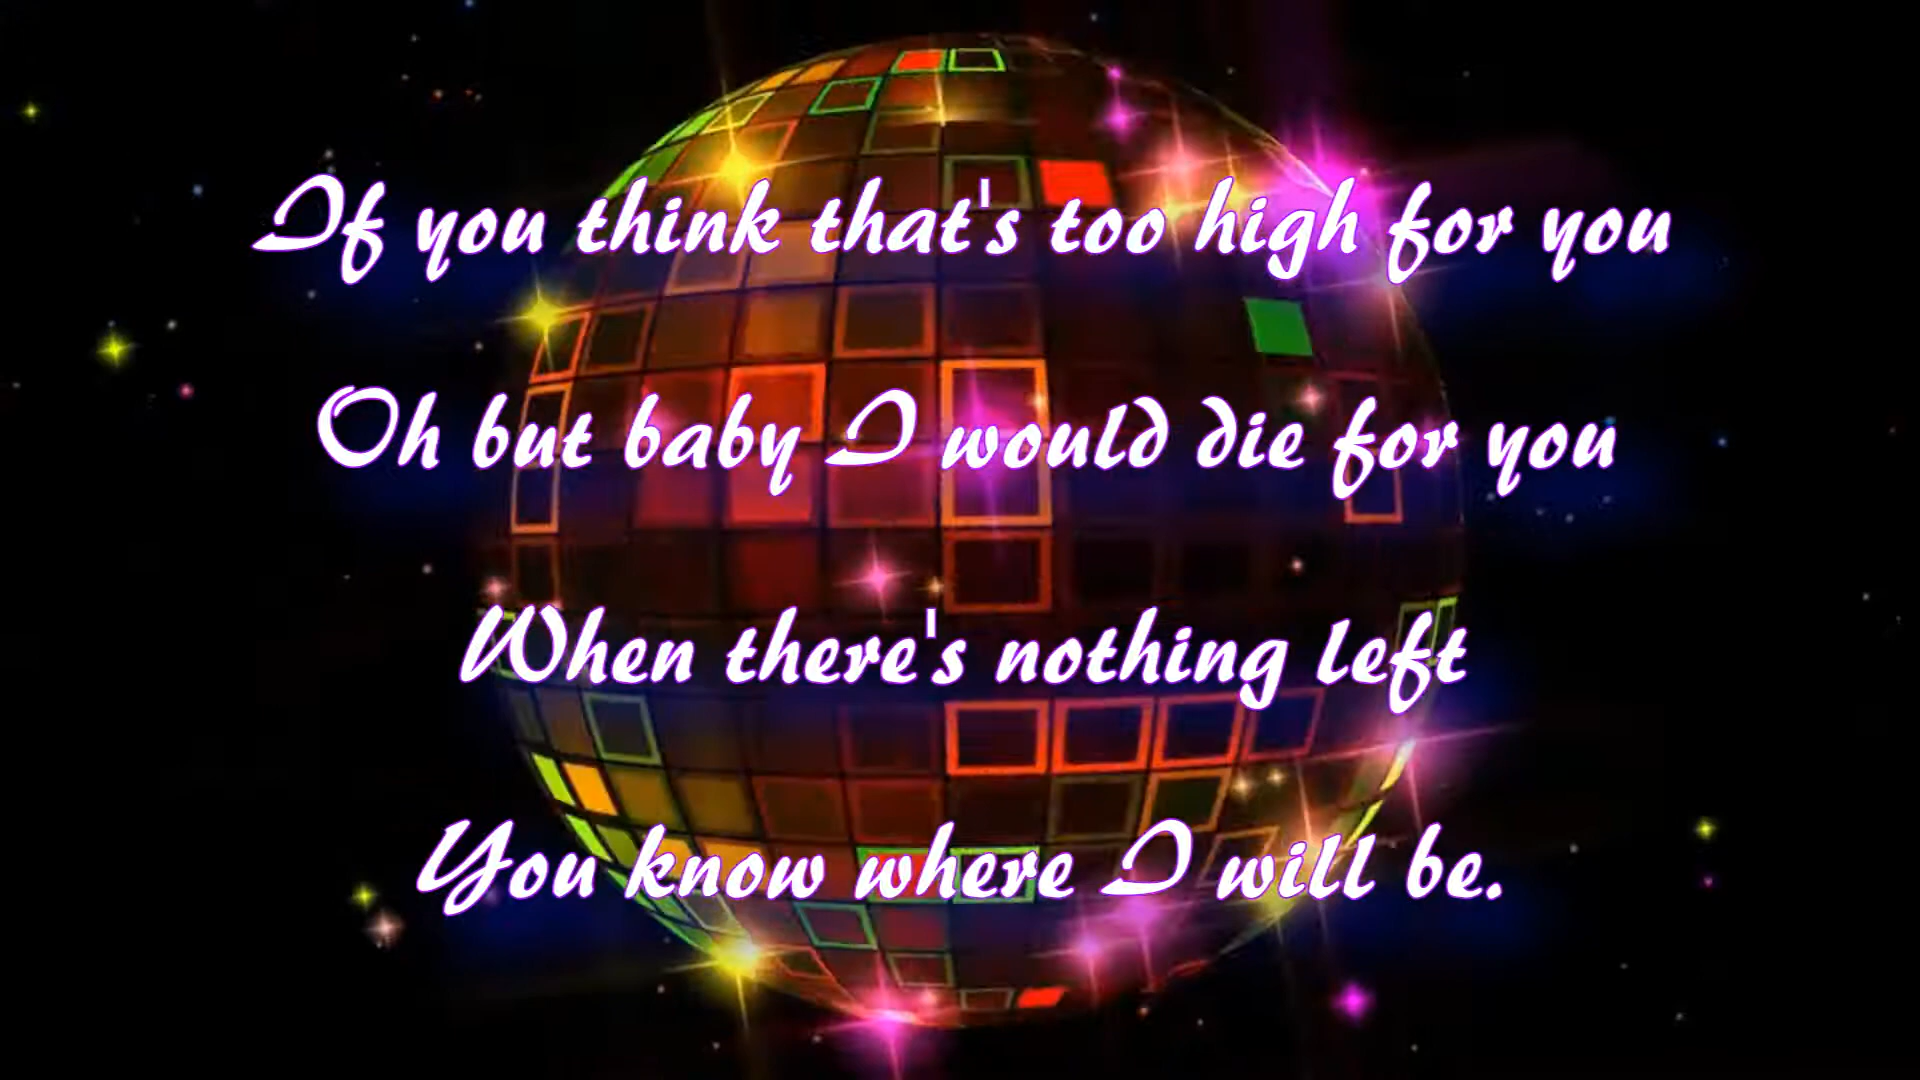 If you think that's too high for you
Oh but baby I would die for you
When there's nothing left
You know where I will be.